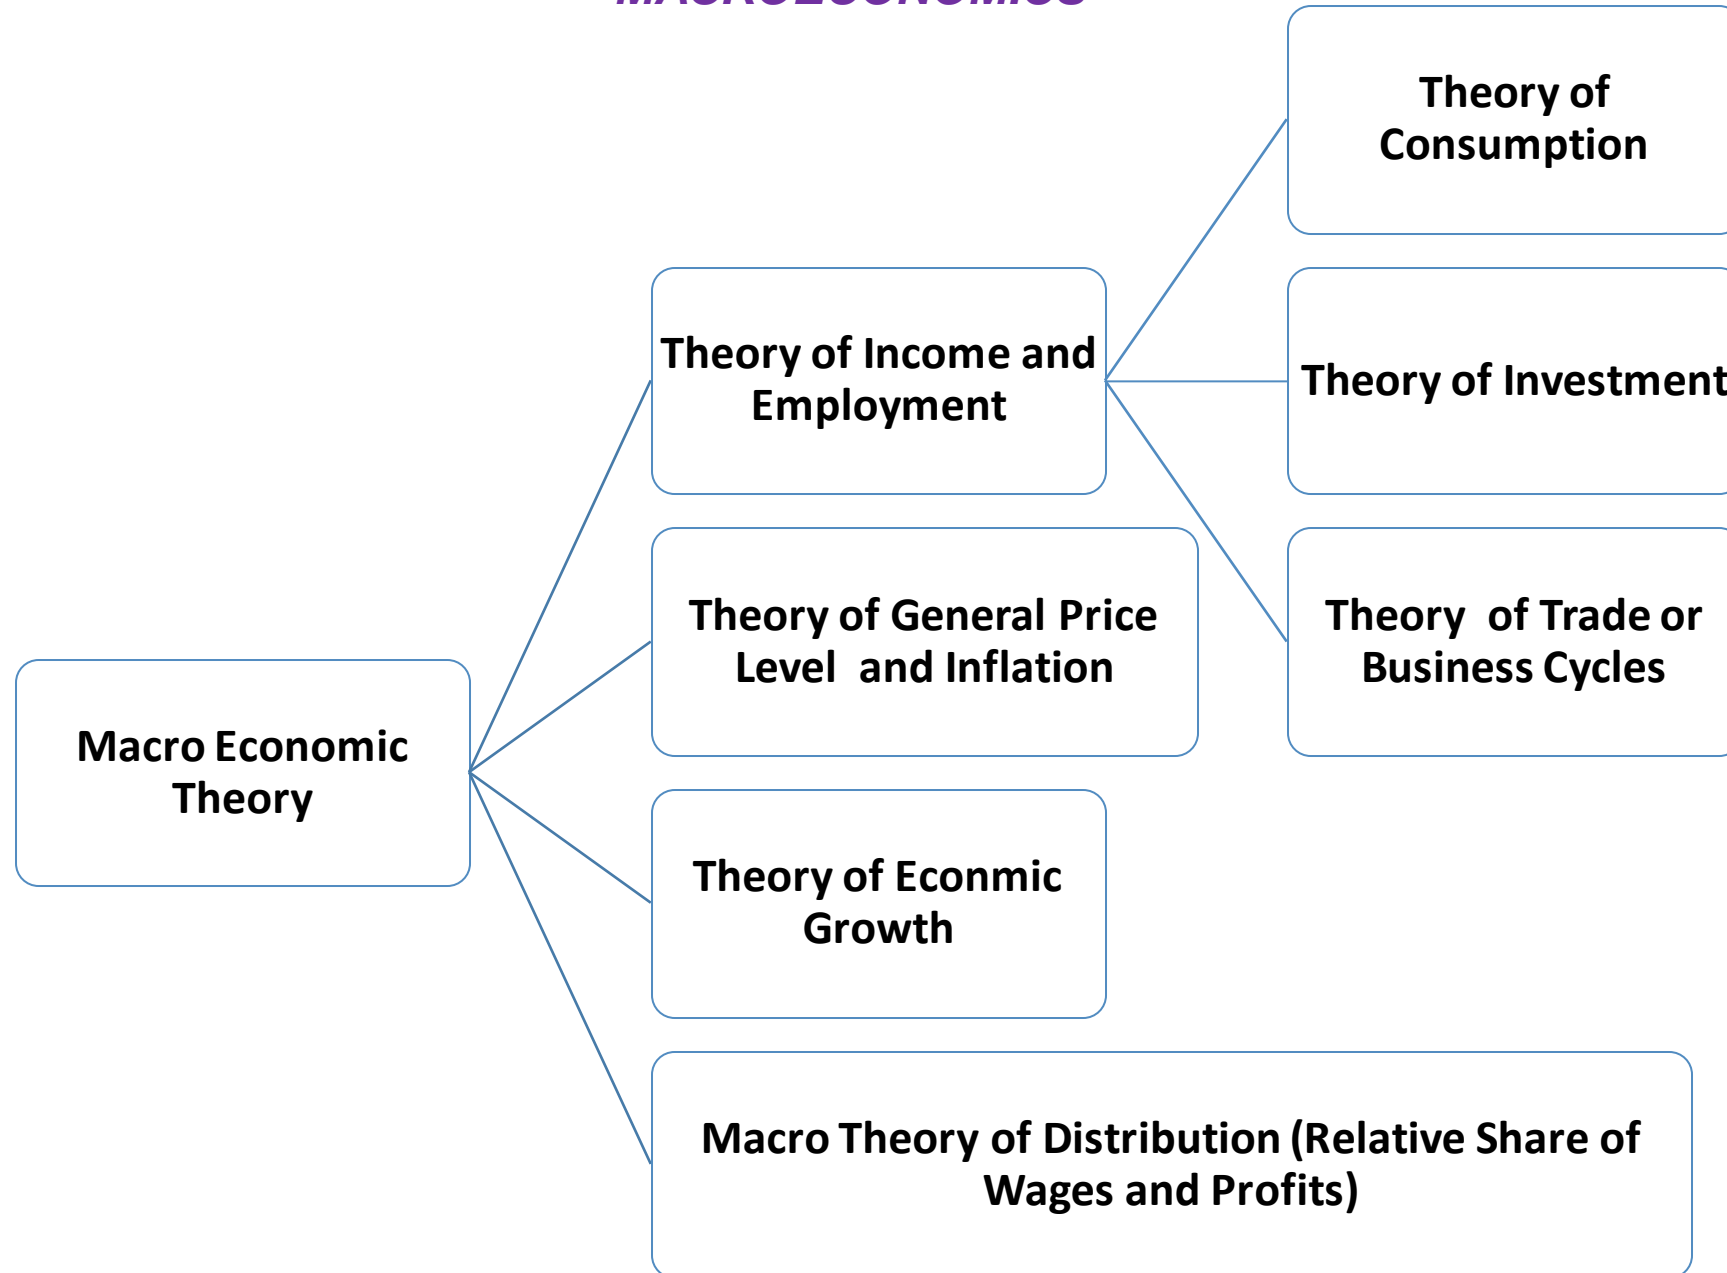 MACROECONOMICS
Theory of
Consumption
Theory of Income and
Employment
Theory of Investment
Theory of General Price
Level and Inflation
Theory of Trade or
Business Cycles
Macro Economic
Theory
Theory of Econmic
Growth
Macro Theory of Distribution (Relative Share of
Wages and Profits)